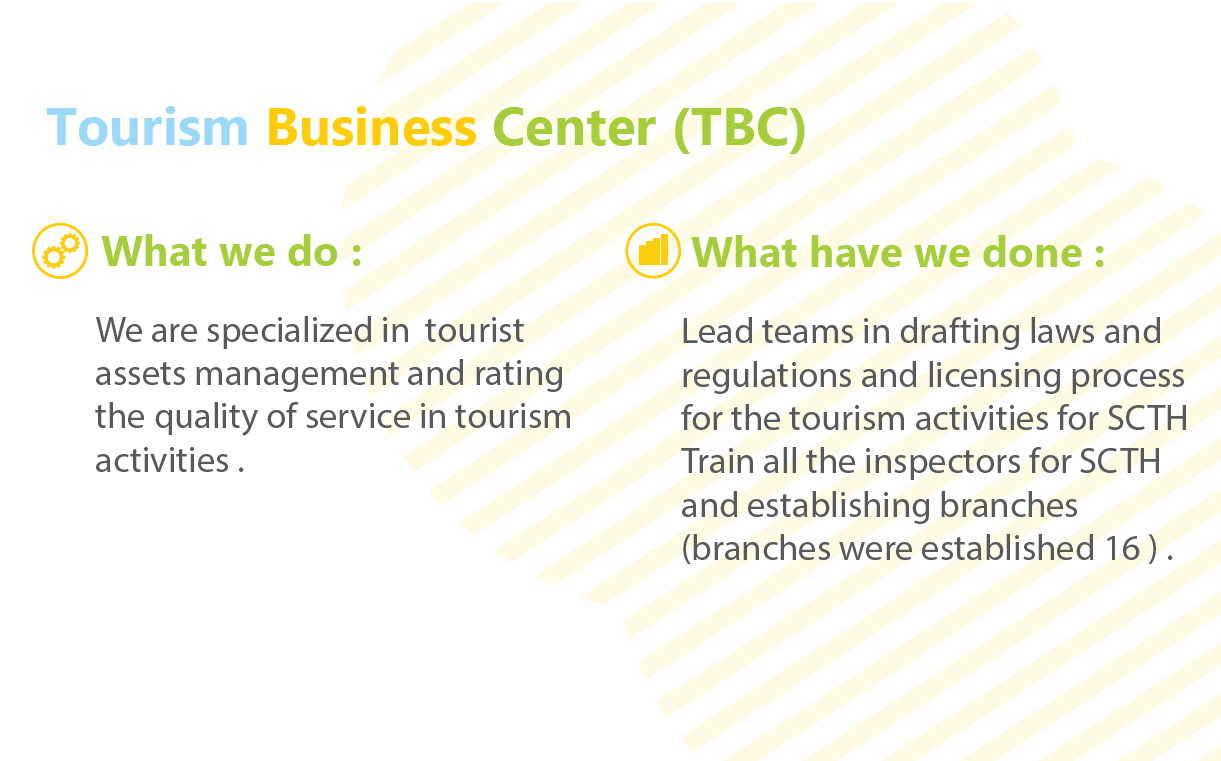 Tourism Business Center (TBC)
What we do :
We are specialized in  tourist
assets management and rating
the quality of service in tourism
activities .
What have we done :
Lead teams in drafting laws and
regulations and licensing process
for the tourism activities for SCTH
Train all the inspectors for SCTH
and establishing branches
(branches were established 16 ) .